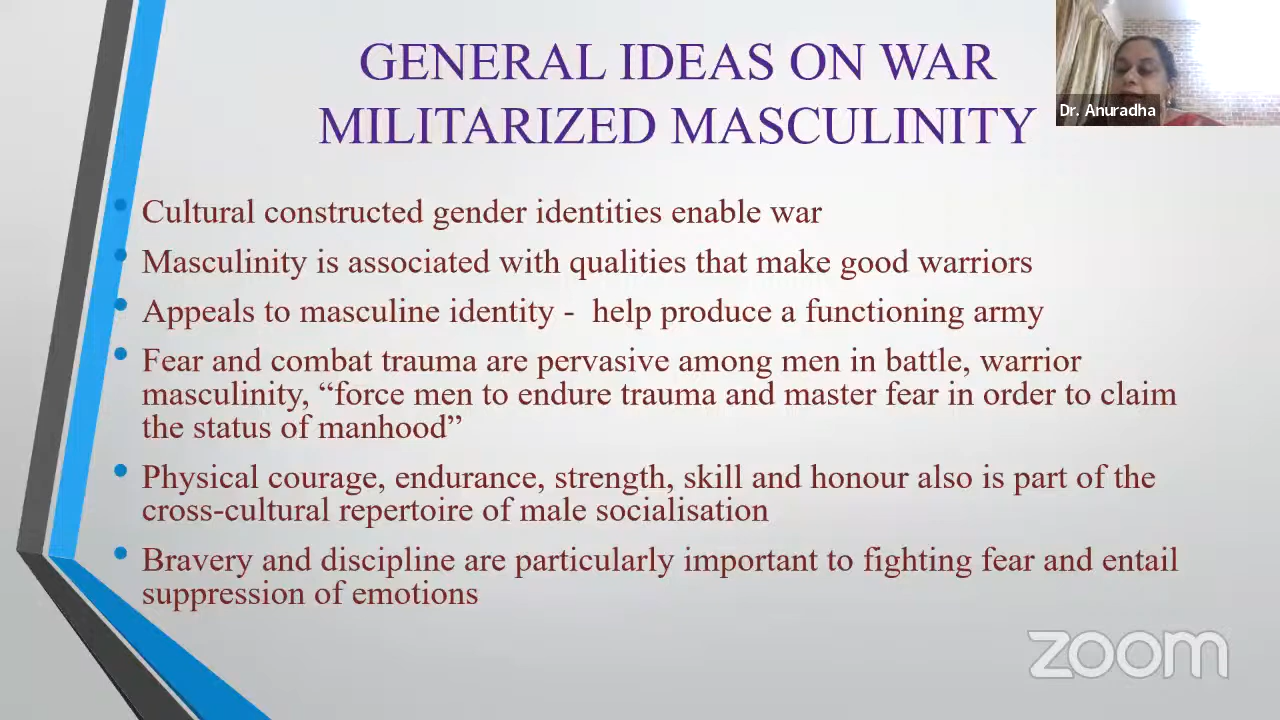 GENERAL IDEAS ON WAR
MILITARIZED MASCULINITY
Dr. Anuradha
• Cultural constructed gender identities enable war
• Masculinity is associated with qualities that make good warriors
• Appeals to masculine identity -  help produce a functioning army
• Fear and combat trauma are pervasive among men in battle, warrior
masculinity, “force men to endure trauma and master fear in order to claim
the status of manhood”
• Physical courage, endurance, strength, skill and honour also is part of the
cross-cultural repertoire of male socialisation
• Bravery and discipline are particularly important to fighting fear and entail
suppression of emotions
zoom